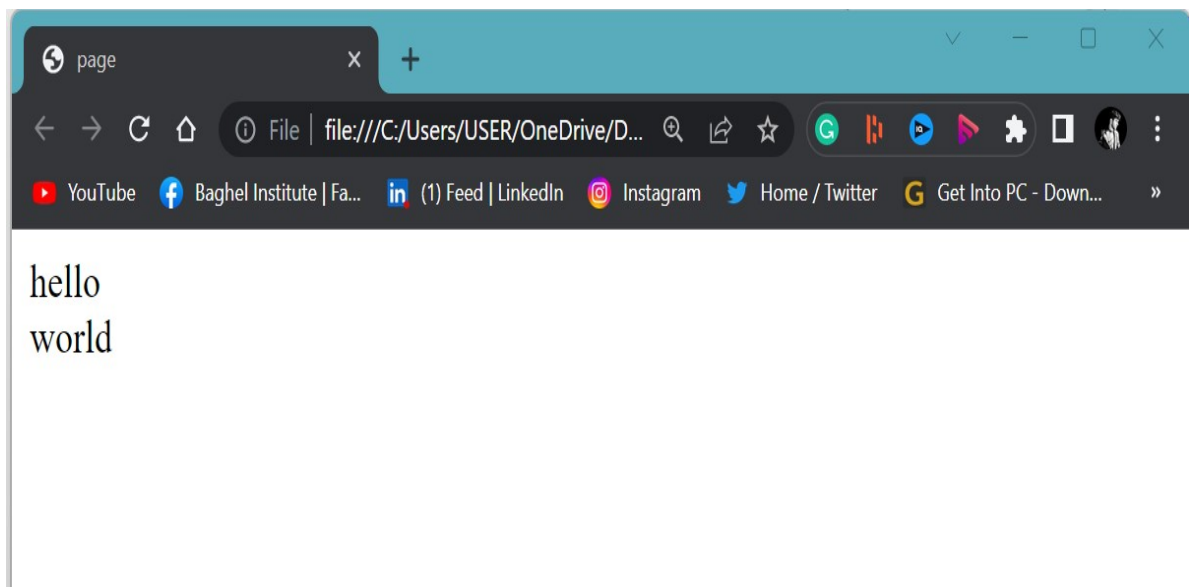 page
File file:///C:/Users/USER/OneDrive/D...
YouTube Baghel Institute | Fa... (1) Feed | LinkedIn Instagram Home / Twitter Get Into PC - Down... »
hello
world